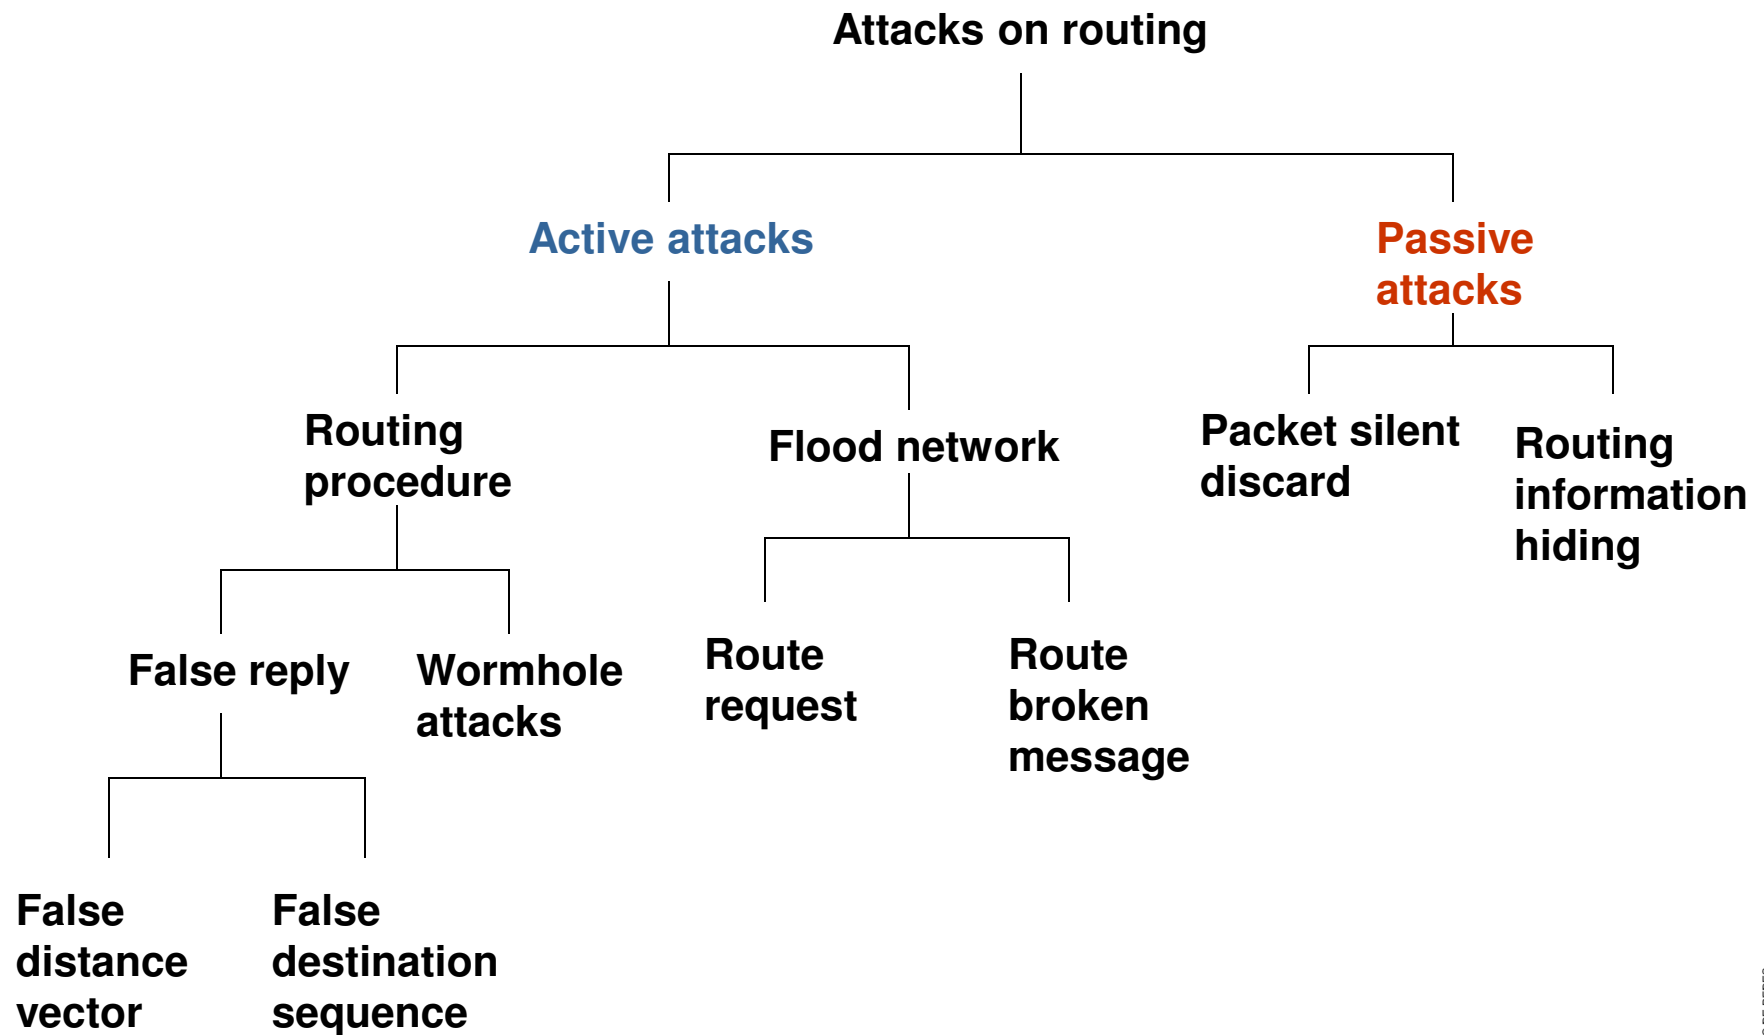 Attacks on routing
Active attacks
Passive
attacks
Routing
procedure
Flood network
Packet silent
discard
Routing
information
hiding
False reply
Wormhole
attacks
Route
request
Route
broken
message
False
distance
vector
False
destination
sequence